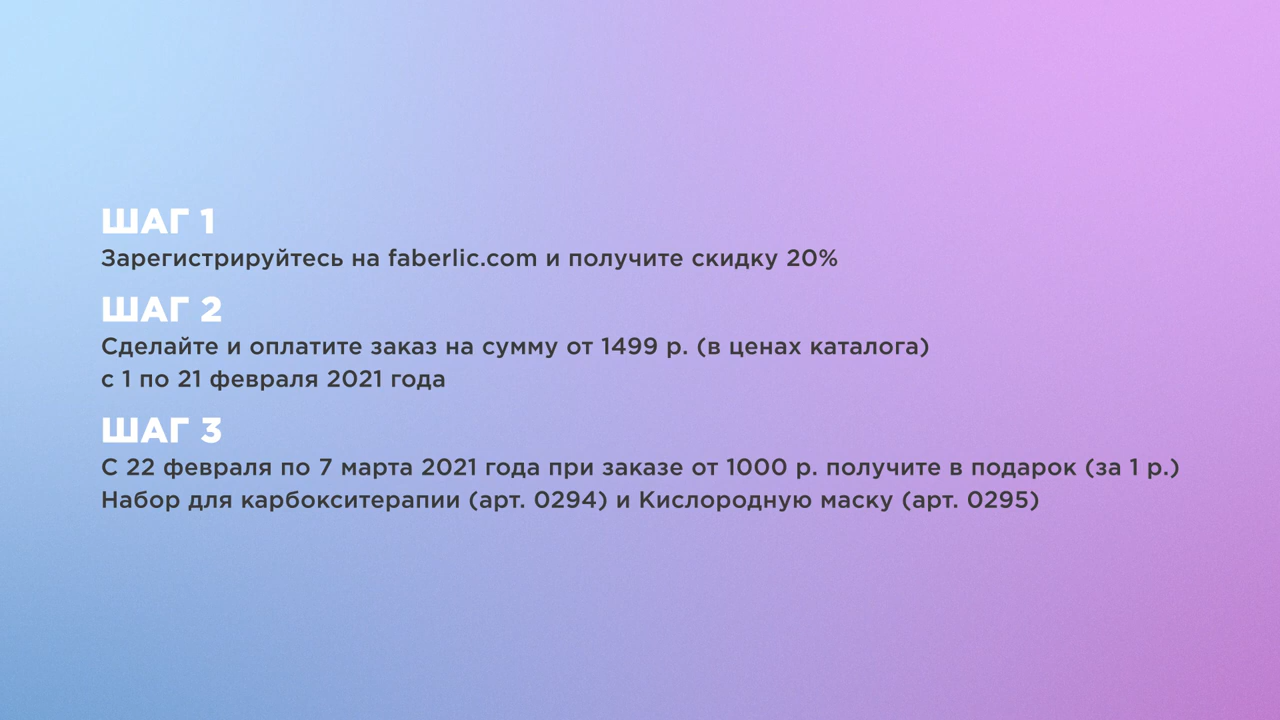 ШАГ 1
Зарегистрируйтесь на faberlic.com и получите скидку 20%
ШАГ 2
Сделайте и оплатите заказ на сумму от 1499 р. (в ценах каталога)
с 1 по 21 февраля 2021 года
ШАГ 3
С 22 февраля по 7 марта 2021 года при заказе от 1000 р. получите в подарок (за 1 р.)
Набор для карбокситерапии (арт. 0294) и Кислородную маску (арт. 0295)